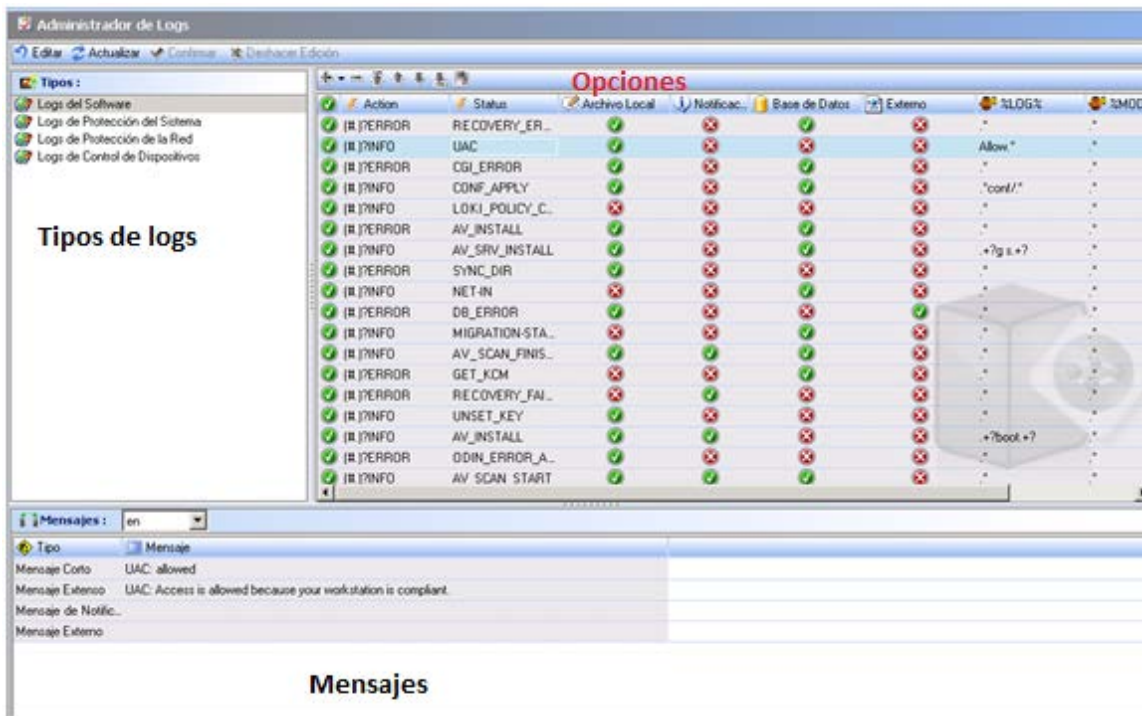 Administrador de Logs
Editar Actualizar Confirmar Deshacer Edición
Tipos :
Logs del Software
Logs de Protección del Sistema
Logs de Protección de la Red
Logs de Control de Dispositivos
Tipos de logs
Opciones
Action Status Archivo Local Notificac... Base de Datos Externo %LOG% %MOD
(#.)?ERROR RECOVERY_ER... .* .*
(#.)?INFO UAC Allow.* .*
(#.)?ERROR CGI_ERROR .* .*
(#.)?INFO CONF_APPLY .*conf/.* .*
(#.)?INFO LOKI_POLICY_C... .* .*
(#.)?ERROR AV_INSTALL .* .*
(#.)?INFO AV_SRV_INSTALL .* .*
(#.)?ERROR SYNC_DIR .* .*
(#.)?INFO NET-IN .* .*
(#.)?INFO DB_ERROR .* .*
(#.)?INFO MIGRATION-STA... .* .*
(#.)?INFO AV_SCAN_FINIS... .* .*
(#.)?ERROR GET_KCM .* .*
(#.)?ERROR RECOVERY_FAI... .* .*
(#.)?INFO UNSET_KEY .* .*
(#.)?INFO AV_INSTALL .+?boot.+? .*
(#.)?ERROR ODIN_ERROR_A... .* .*
(#.)?INFO AV_SCAN_START .* .*
Mensajes : en
Tipo Mensaje
Mensaje Corto UAC: allowed
Mensaje Extenso UAC: Access is allowed because your workstation is compliant.
Mensaje de Notific...
Mensaje Externo
Mensajes